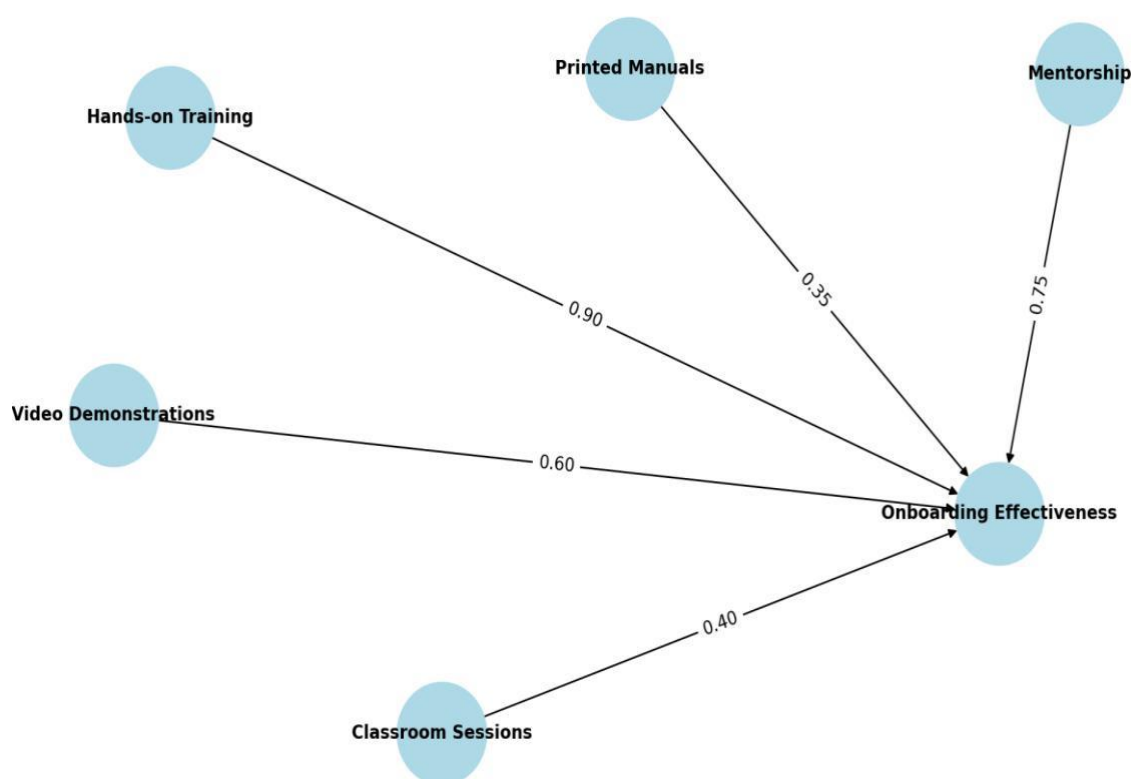 Printed Manuals
Mentorship
Hands-on Training
0.35
0.75
0.90
Video Demonstrations
0.60
Onboarding Effectiveness
0.40
Classroom Sessions